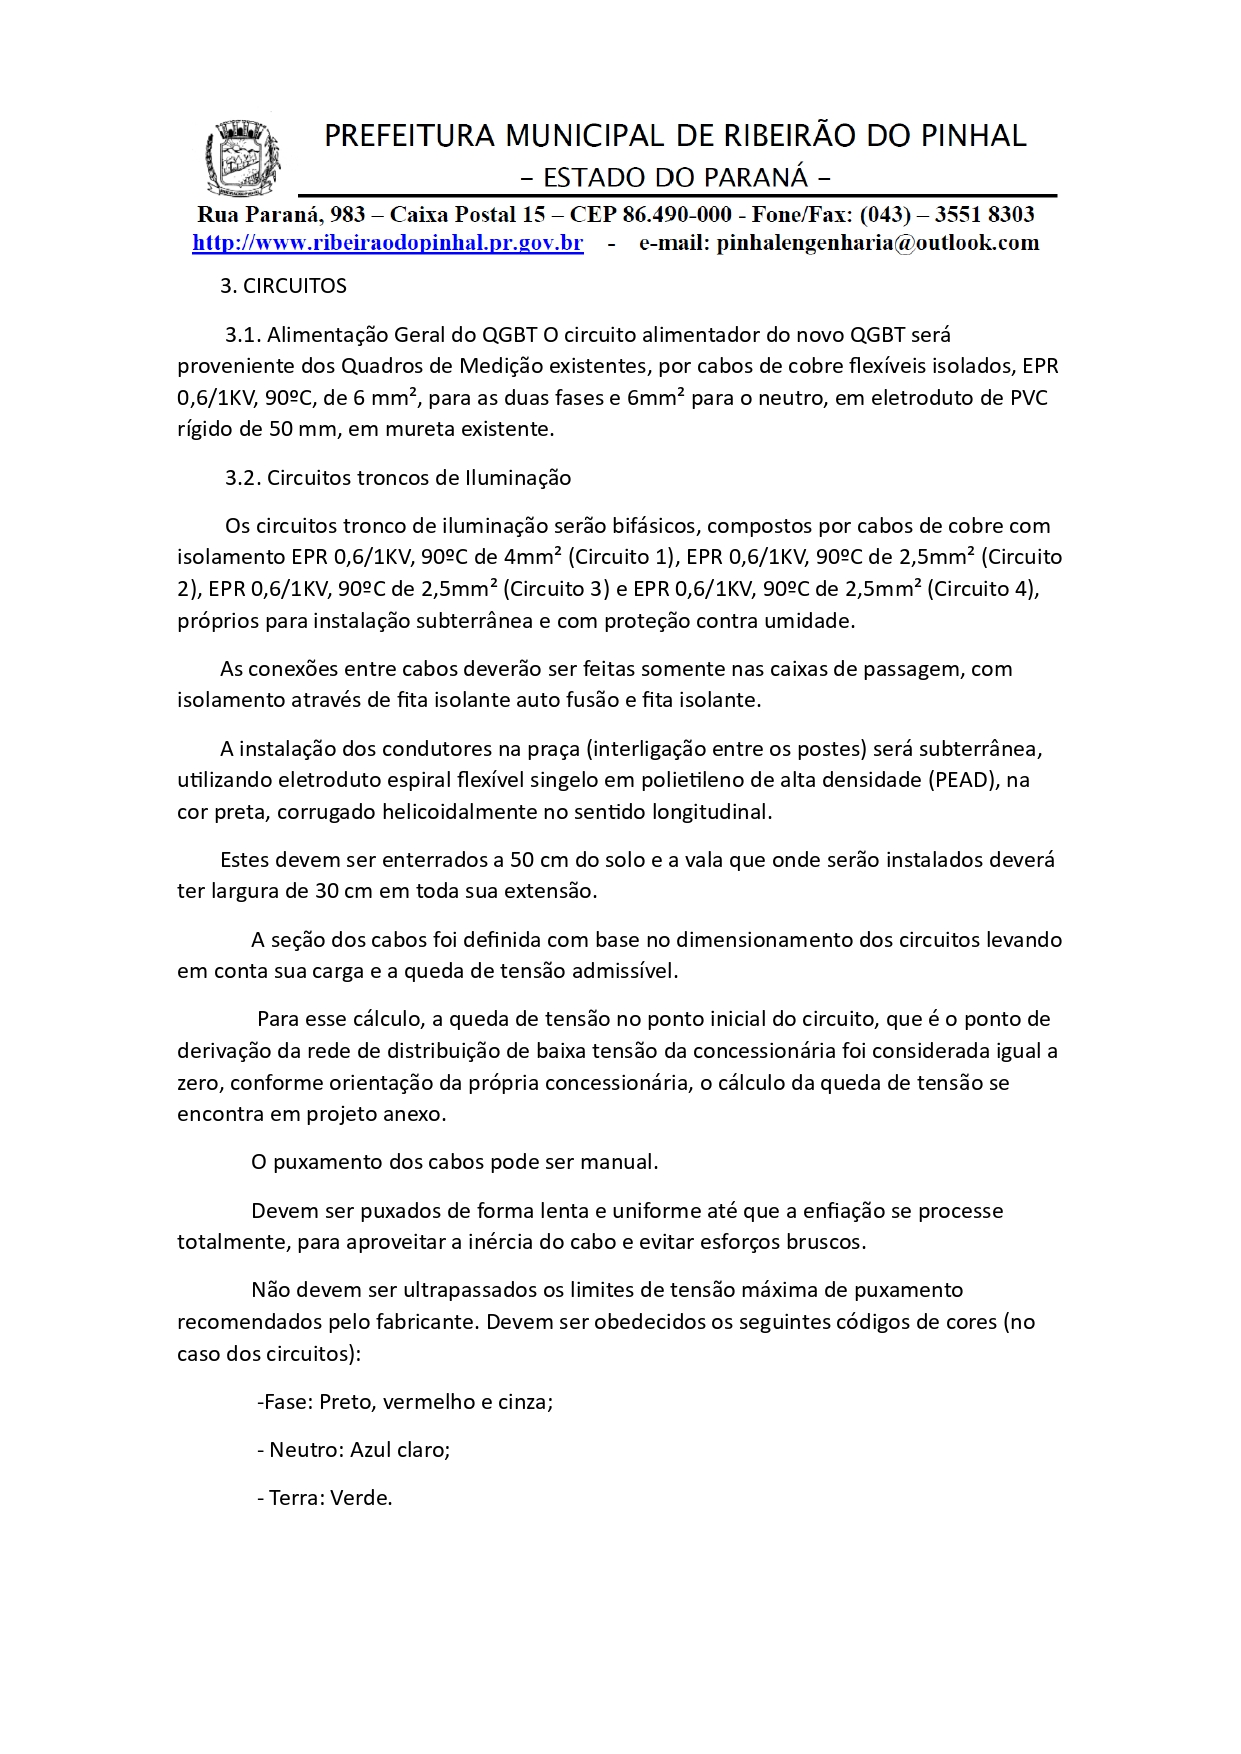 PREFEITURA MUNICIPAL DE RIBEIRÃO DO PINHAL
– ESTADO DO PARANÁ –
Rua Paraná, 983 – Caixa Postal 15 – CEP 86.490-000 - Fone/Fax: (043) – 3551 8303
http://www.ribeiraodopinhal.pr.gov.br - e-mail: pinhalengenharia@outlook.com
3. CIRCUITOS
3.1. Alimentação Geral do QGBT O circuito alimentador do novo QGBT será
proveniente dos Quadros de Medição existentes, por cabos de cobre flexíveis isolados, EPR
0,6/1KV, 90ºC, de 6 mm², para as duas fases e 6mm² para o neutro, em eletroduto de PVC
rígido de 50 mm, em mureta existente.
3.2. Circuitos troncos de Iluminação
Os circuitos tronco de iluminação serão bifásicos, compostos por cabos de cobre com
isolamento EPR 0,6/1KV, 90ºC de 4mm² (Circuito 1), EPR 0,6/1KV, 90ºC de 2,5mm² (Circuito
2), EPR 0,6/1KV, 90ºC de 2,5mm² (Circuito 3) e EPR 0,6/1KV, 90ºC de 2,5mm² (Circuito 4),
próprios para instalação subterrânea e com proteção contra umidade.
As conexões entre cabos deverão ser feitas somente nas caixas de passagem, com
isolamento através de fita isolante auto fusão e fita isolante.
A instalação dos condutores na praça (interligação entre os postes) será subterrânea,
utilizando eletroduto espiral flexível singelo em polietileno de alta densidade (PEAD), na
cor preta, corrugado helicoidalmente no sentido longitudinal.
Estes devem ser enterrados a 50 cm do solo e a vala que onde serão instalados deverá
ter largura de 30 cm em toda sua extensão.
A seção dos cabos foi definida com base no dimensionamento dos circuitos levando
em conta sua carga e a queda de tensão admissível.
Para esse cálculo, a queda de tensão no ponto inicial do circuito, que é o ponto de
derivação da rede de distribuição de baixa tensão da concessionária foi considerada igual a
zero, conforme orientação da própria concessionária, o cálculo da queda de tensão se
encontra em projeto anexo.
O puxamento dos cabos pode ser manual.
Devem ser puxados de forma lenta e uniforme até que a enfiação se processe
totalmente, para aproveitar a inércia do cabo e evitar esforços bruscos.
Não devem ser ultrapassados os limites de tensão máxima de puxamento
recomendados pelo fabricante. Devem ser obedecidos os seguintes códigos de cores (no
caso dos circuitos):
-Fase: Preto, vermelho e cinza;
- Neutro: Azul claro;
- Terra: Verde.